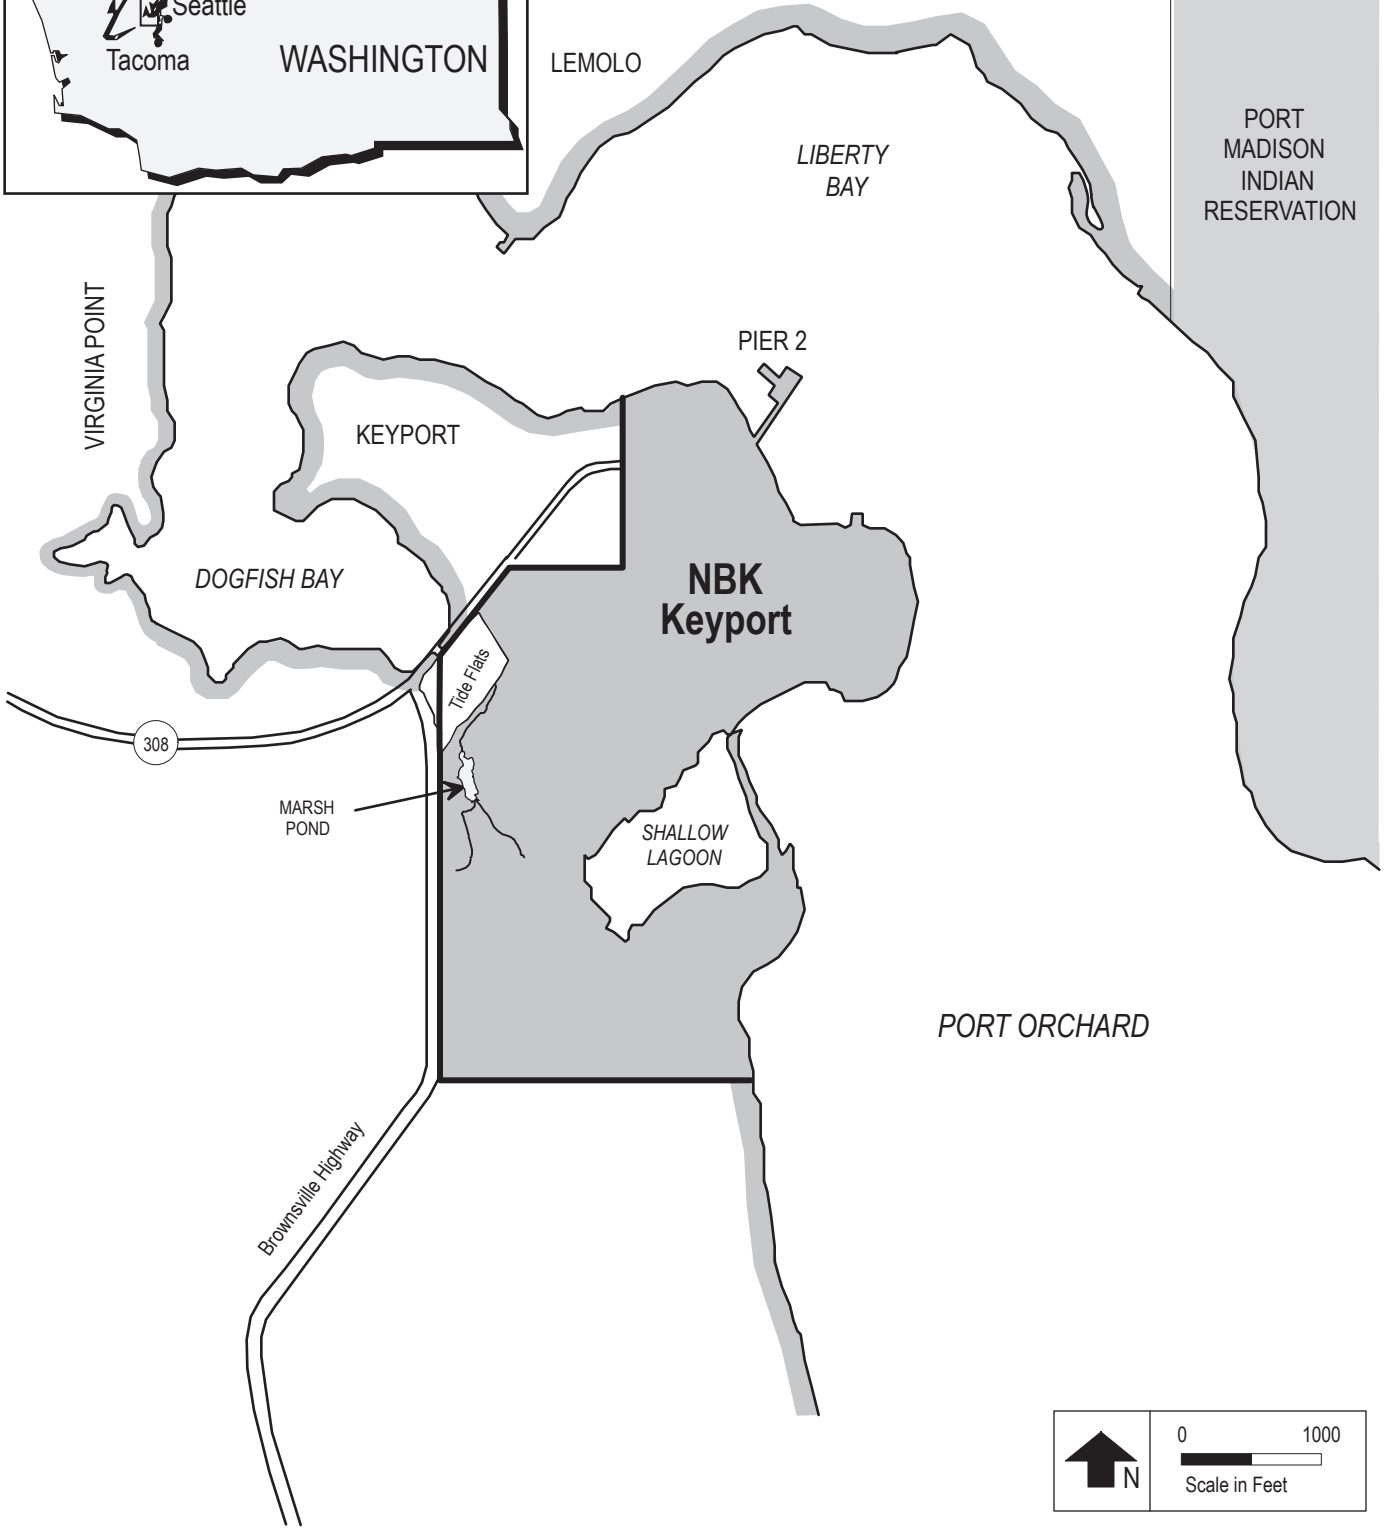 Seattle
Tacoma
WASHINGTON
LEMOLO
PORT
MADISON
INDIAN
RESERVATION
LIBERTY
BAY
VIRGINIA POINT
PIER 2
KEYPORT
DOGFISH BAY
NBK
Keyport
Tide Flats
308
MARSH
POND
SHALLOW
LAGOON
PORT ORCHARD
Brownsville Highway
N
0 1000
Scale in Feet